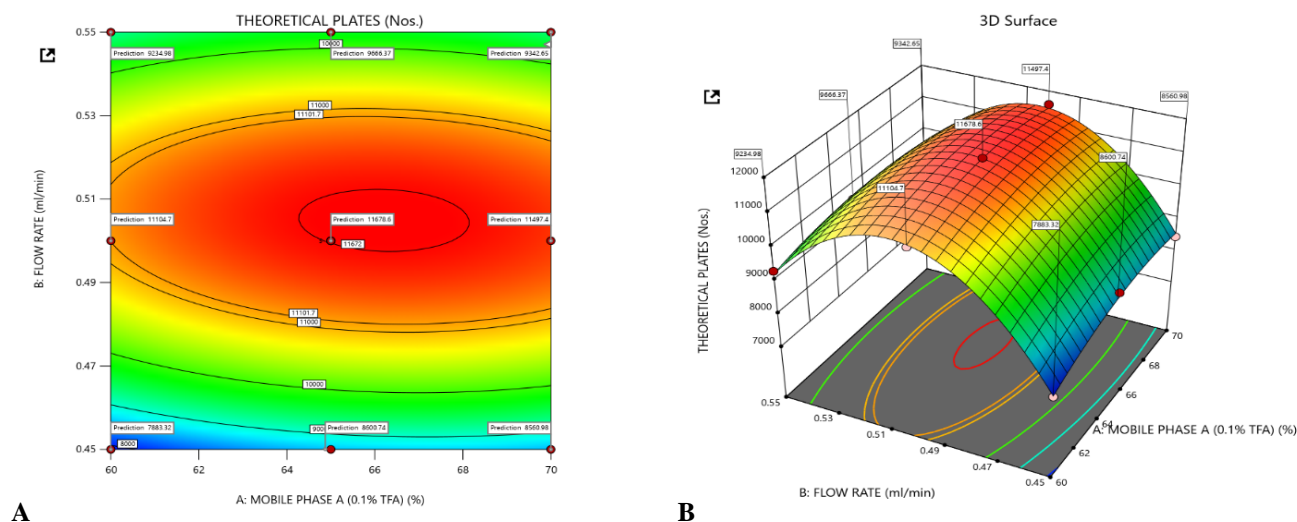 THEORETICAL PLATES (Nos.)
0.55
0.53
0.51
0.49
0.47
0.45
B: FLOW RATE (ml/min)
10000
Prediction 9234.98
Prediction 9666.37
Prediction 9342.65
11000
11101.7
Prediction 11104.7
Prediction 11678.6
Prediction 11497.4
11672
11101.7
11000
10000
Prediction 7883.32
900
Prediction 8600.74
Prediction 8560.98
8000
60
62
64
66
68
70
A: MOBILE PHASE A (0.1% TFA) (%)
A
3D Surface
9342.65
11497.4
9666.37
8560.98
11678.6
9234.98
8600.74
11104.7
7883.32
THEORETICAL PLATES (Nos.)
12000
11000
10000
9000
8000
7000
0.55
0.53
0.51
0.49
0.47
0.45
B: FLOW RATE (ml/min)
70
68
66
64
62
60
A: MOBILE PHASE A (0.1% TFA) (%)
B